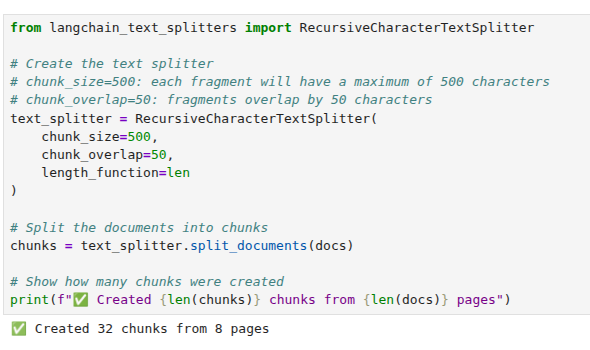 from langchain_text_splitters import RecursiveCharacterTextSplitter
# Create the text splitter
# chunk_size=500: each fragment will have a maximum of 500 characters
# chunk_overlap=50: fragments overlap by 50 characters
text_splitter = RecursiveCharacterTextSplitter(
    chunk_size=500,
    chunk_overlap=50,
    length_function=len
)
# Split the documents into chunks
chunks = text_splitter.split_documents(docs)
# Show how many chunks were created
print(f"✅ Created {len(chunks)} chunks from {len(docs)} pages")
✅ Created 32 chunks from 8 pages